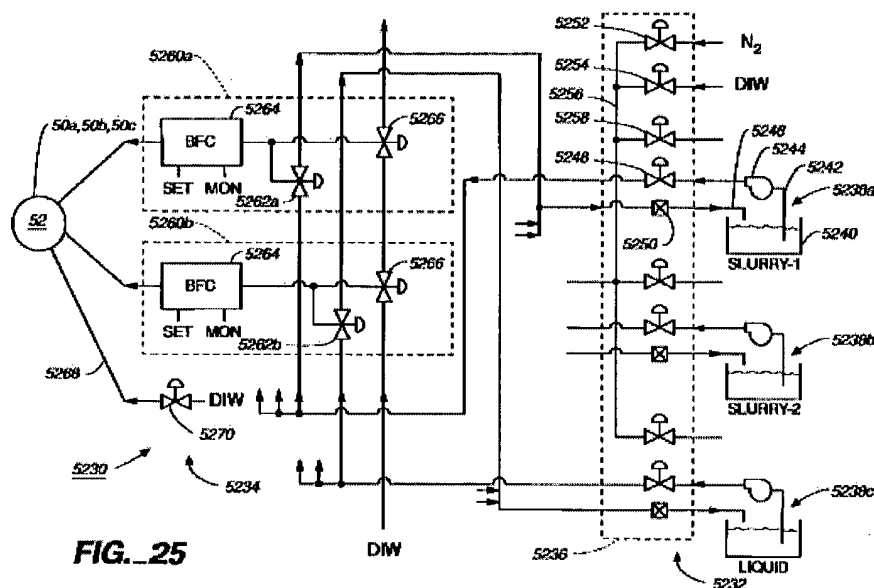 5252
N2
5260a
5254
DIW
5256
5264
5266
5258
50a, 50b, 50c
BFC
5248
5248
5244
5242
5238a
SET MON
5262a
52
5260b
5250
5240
SLURRY-1
5264
5266
BFC
SET MON
5262b
5238b
5268
SLURRY-2
DIW
5270
5230
5234
5238c
FIG._25
DIW
5236
LIQUID
5232